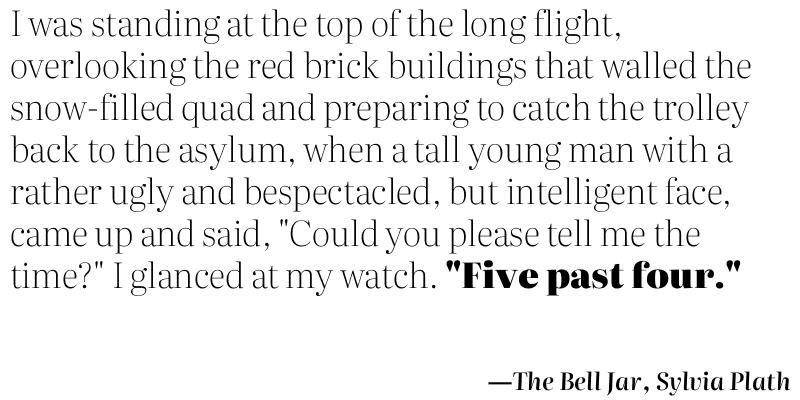 I was standing at the top of the long flight,
overlooking the red brick buildings that walled the
snow-filled quad and preparing to catch the trolley
back to the asylum, when a tall young man with a
rather ugly and bespectacled, but intelligent face,
came up and said, "Could you please tell me the
time?" I glanced at my watch. "Five past four."
—The Bell Jar, Sylvia Plath